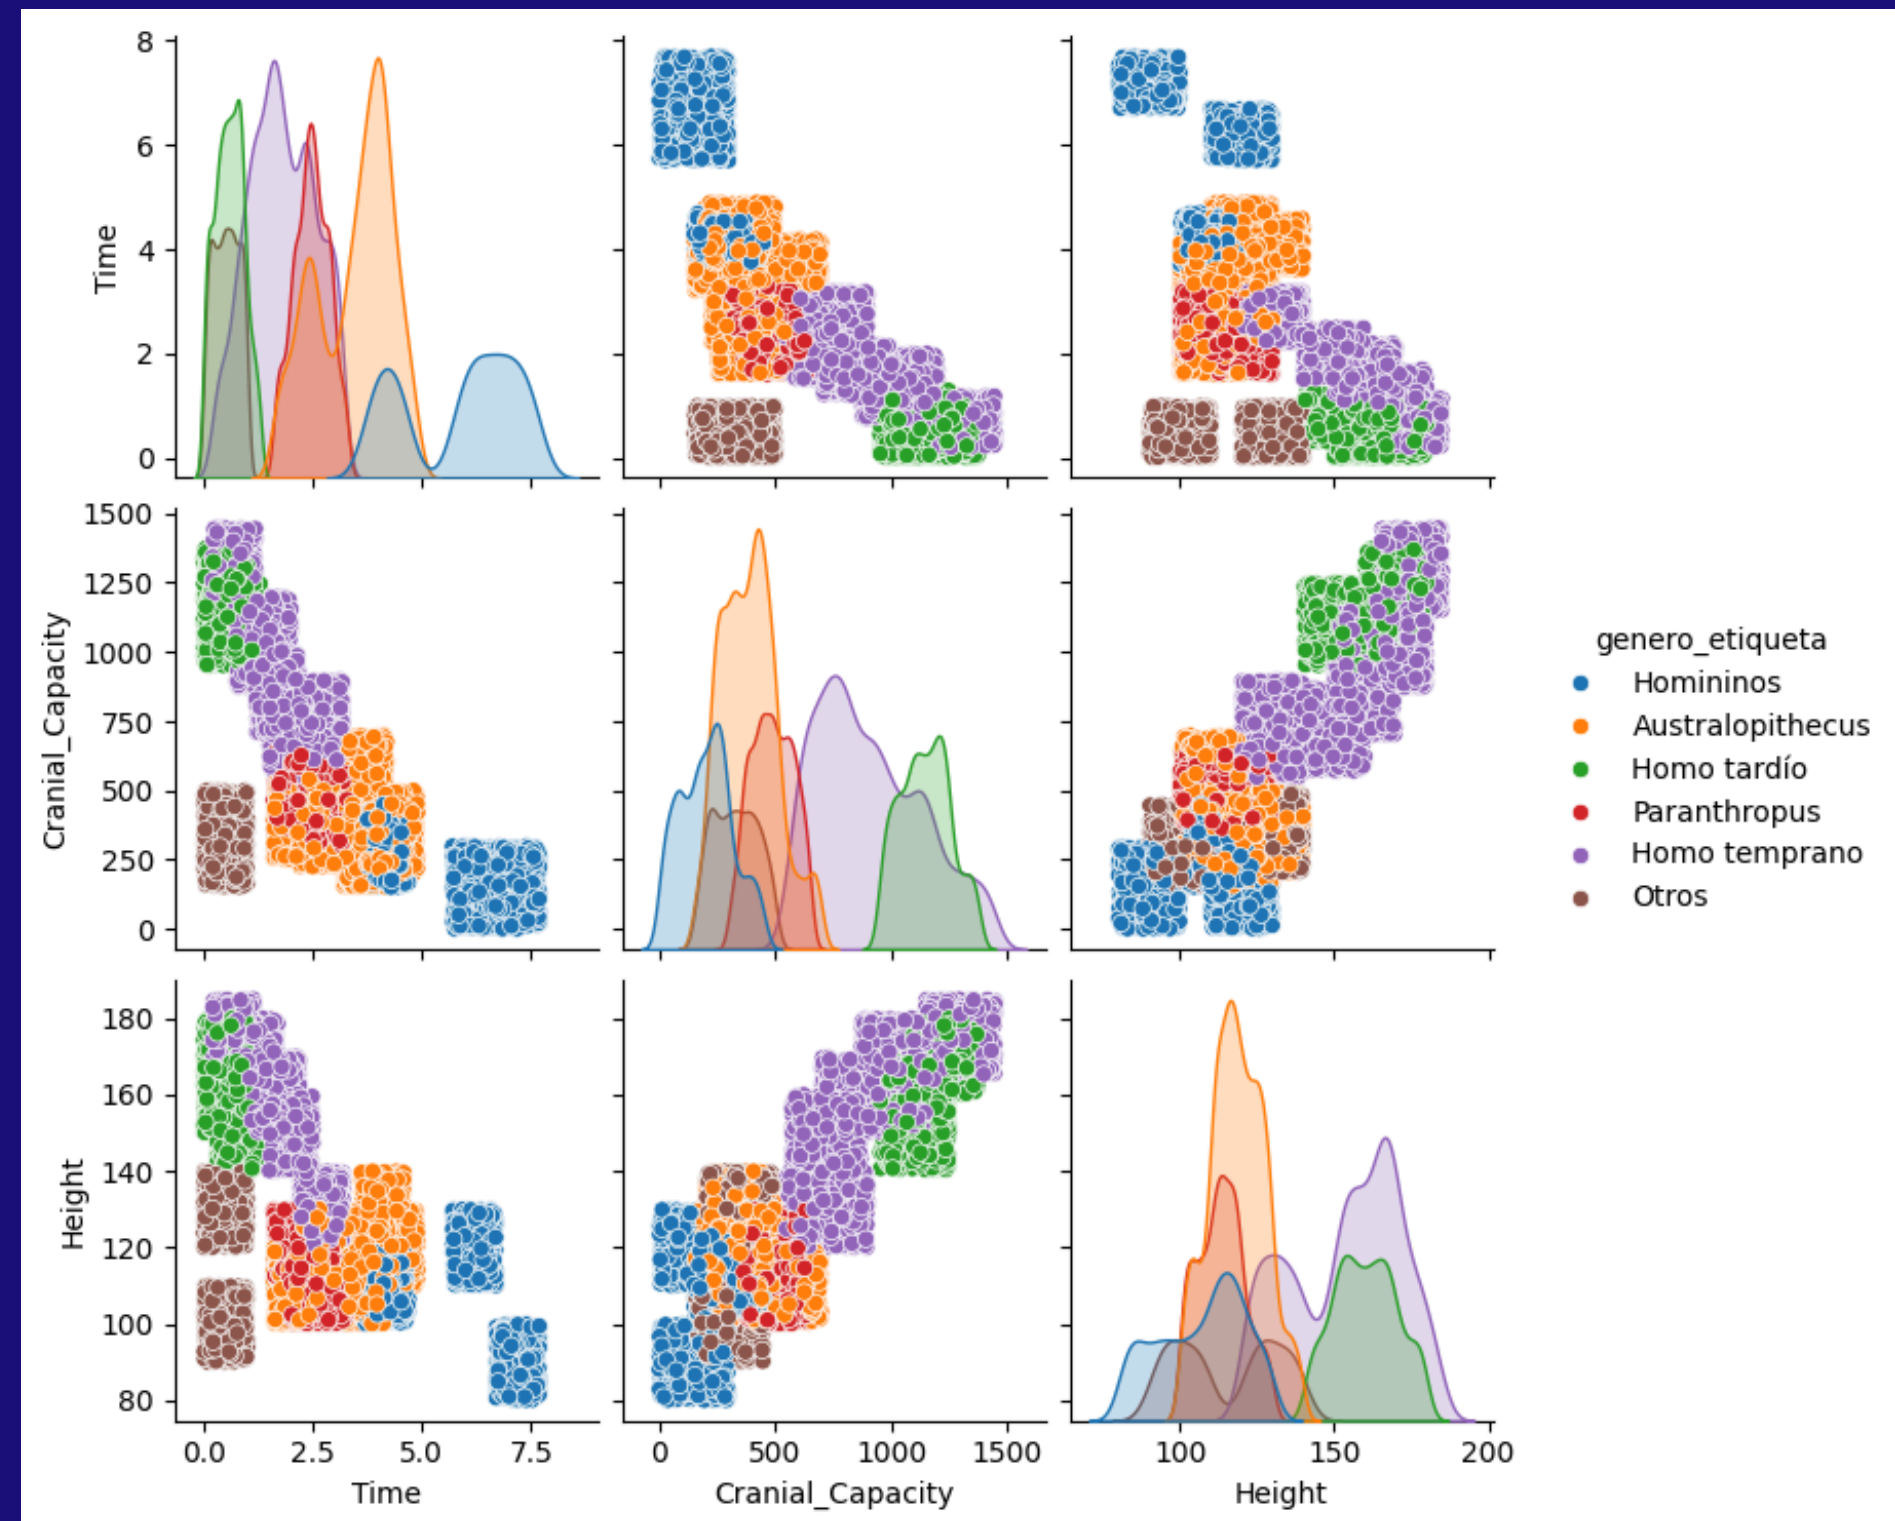 8
6
4
2
0
Time
1500
1250
1000
750
500
250
0
Cranial_Capacity
180
160
140
120
100
80
Height
0.0 2.5 5.0 7.5
Time
0 500 1000 1500
Cranial_Capacity
100 150 200
Height
genero_etiqueta
Homininos
Australopithecus
Homo tardío
Paranthropus
Homo temprano
Otros